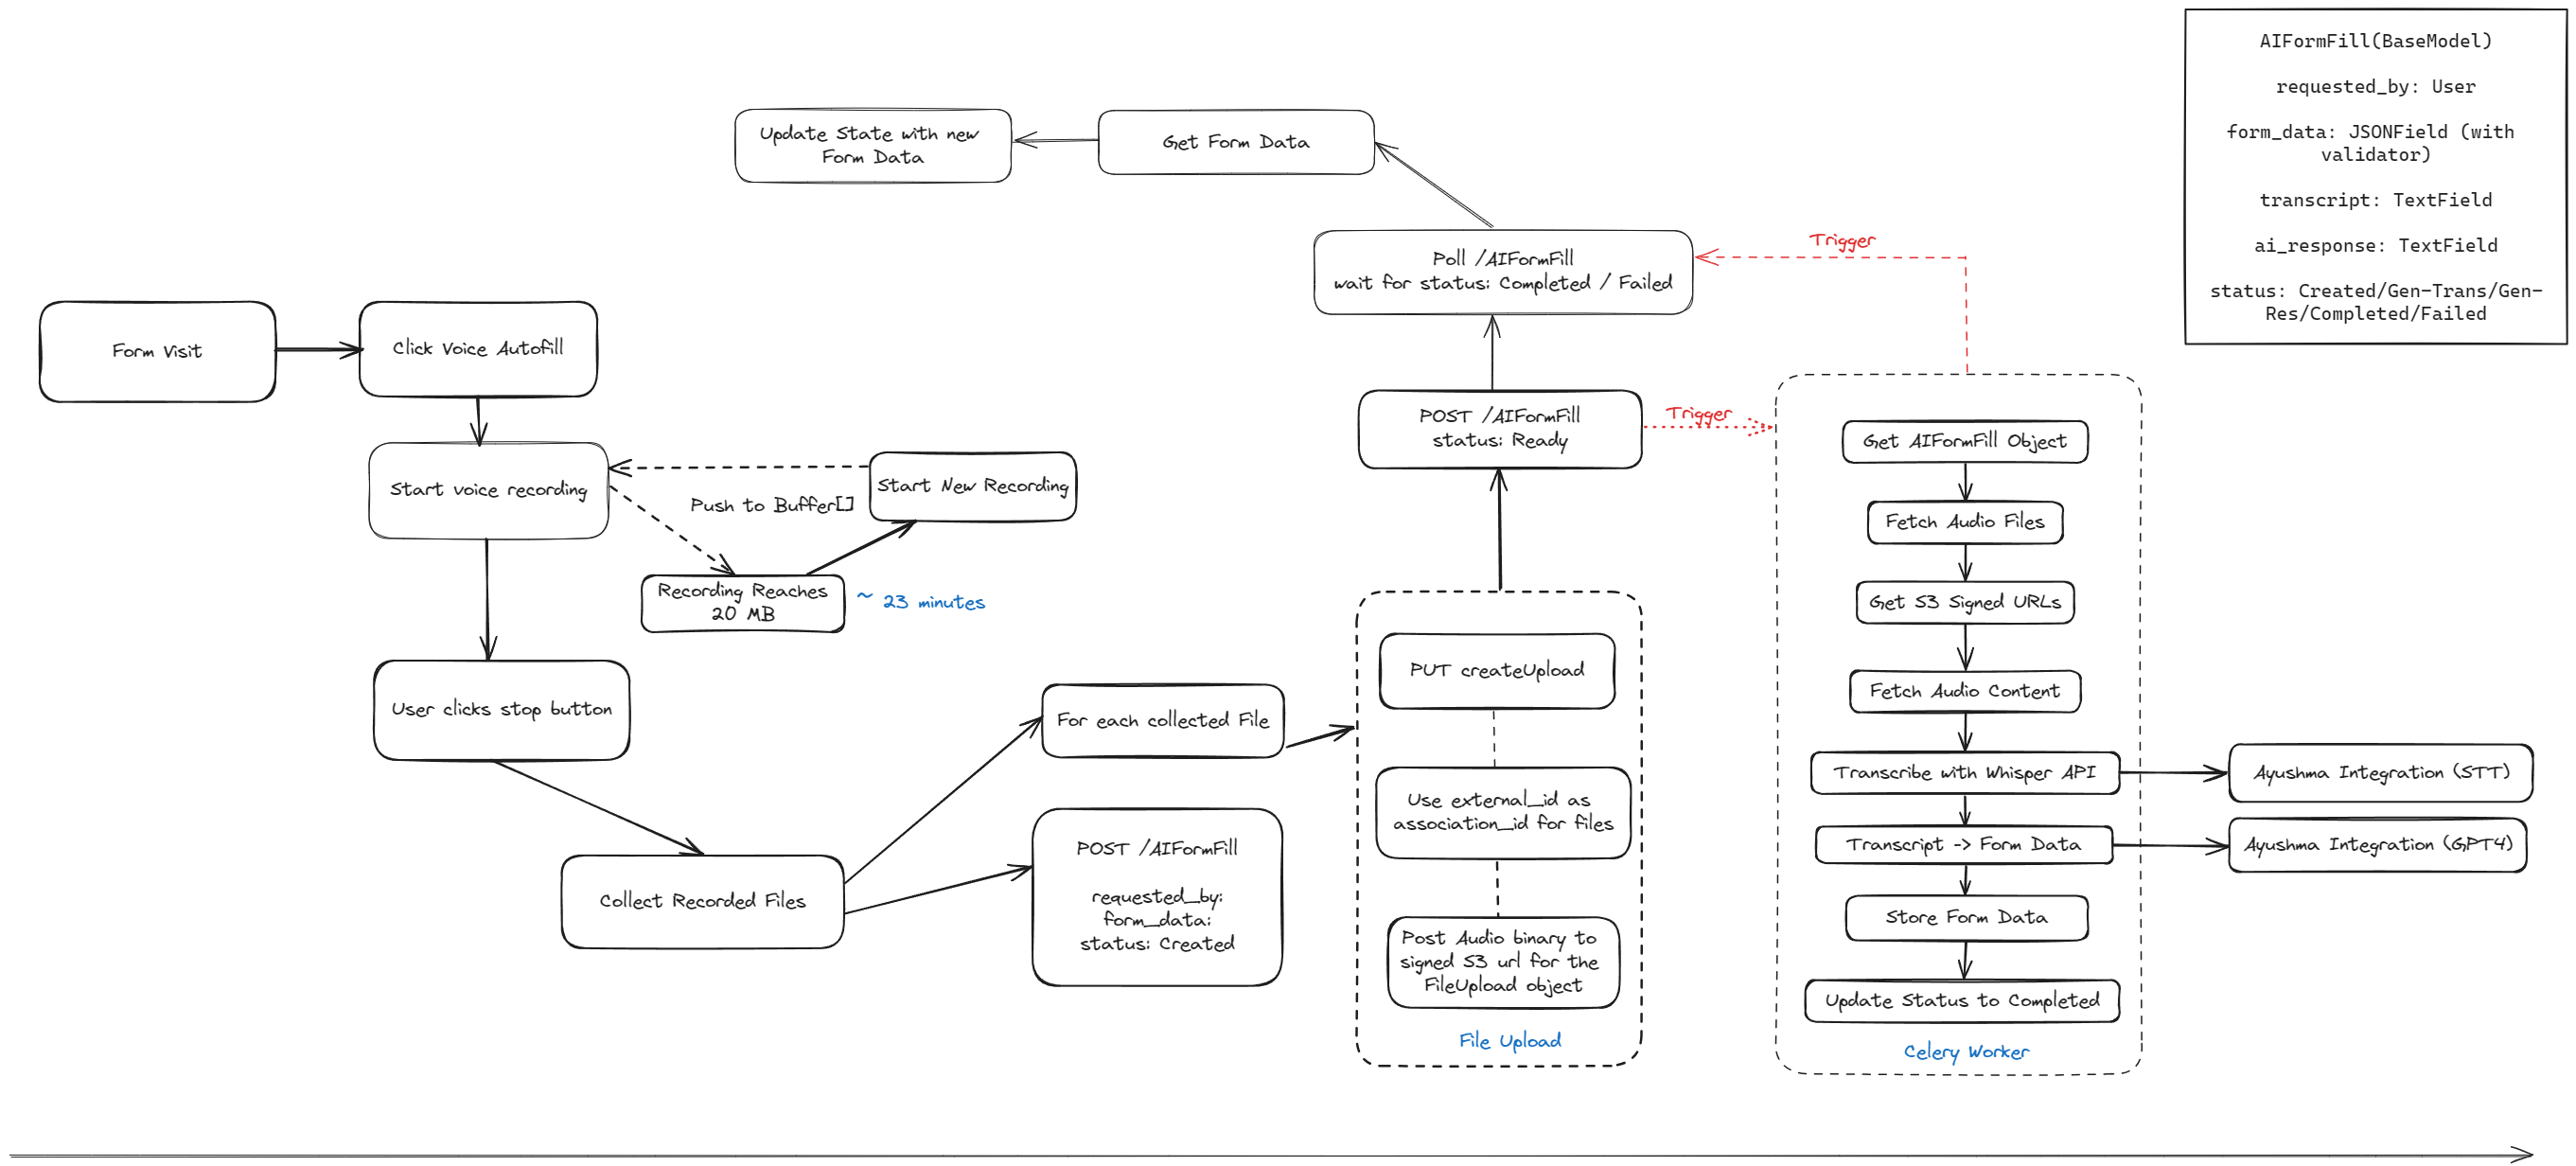 AIFormFill(BaseModel)
requested_by: User
form_data: JSONField (with
validator)
transcript: TextField
ai_response: TextField
status: Created/Gen-Trans/Gen-
Res/Completed/Failed
Update State with new
Form Data
Get Form Data
Poll /AIFormFill
wait for status: Completed / Failed
Trigger
Form Visit
Click Voice Autofill
Start voice recording
Push to Buffer[]
Start New Recording
Recording Reaches
20 MB
~ 23 minutes
User clicks stop button
Collect Recorded Files
For each collected File
POST /AIFormFill
requested_by:
form_data:
status: Created
POST /AIFormFill
status: Ready
Trigger
PUT createUpload
Use external_id as
association_id for files
Post Audio binary to
signed S3 url for the
FileUpload object
File Upload
Get AIFormFill Object
Fetch Audio Files
Get S3 Signed URLs
Fetch Audio Content
Transcribe with Whisper API
Ayushma Integration (STT)
Transcript -> Form Data
Ayushma Integration (GPT4)
Store Form Data
Update Status to Completed
Celery Worker